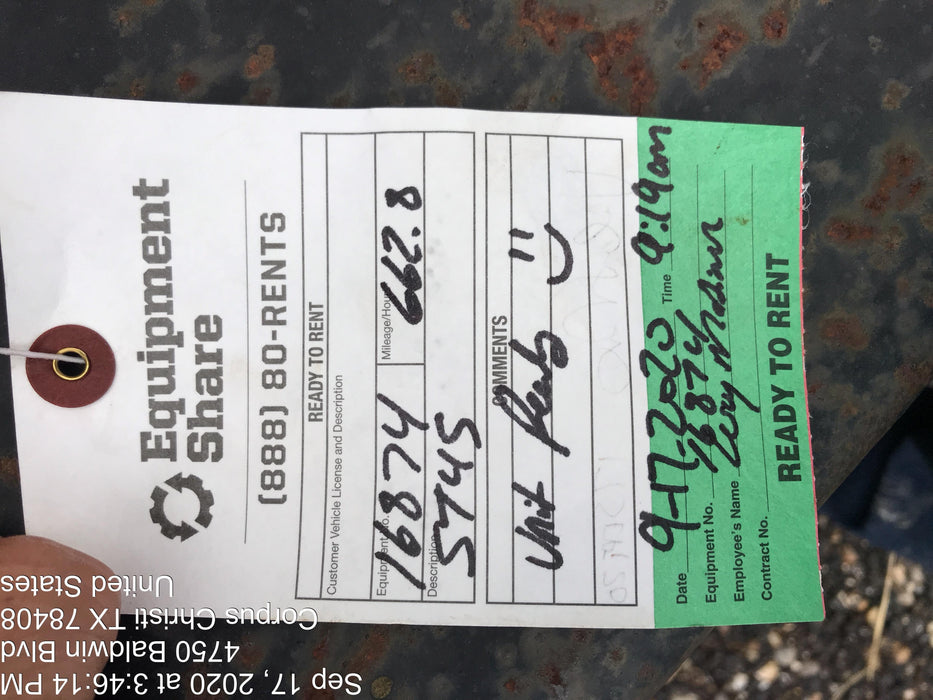 Equipment
Share
(888) 80-RENTS
READY TO RENT
Customer Vehicle License and Description
Equipment No. 16874 Mileage/Hour 662.8
Description 5745
COMMENTS
Unit Ready
Date 9-17-2020 Time 9:19am
Equipment No. 16874
Employee's Name
Contract No.
READY TO RENT
Sep 17, 2020 at 3:46:14 PM
4750 Baldwin Blvd
Corpus Christi TX 78408
United States